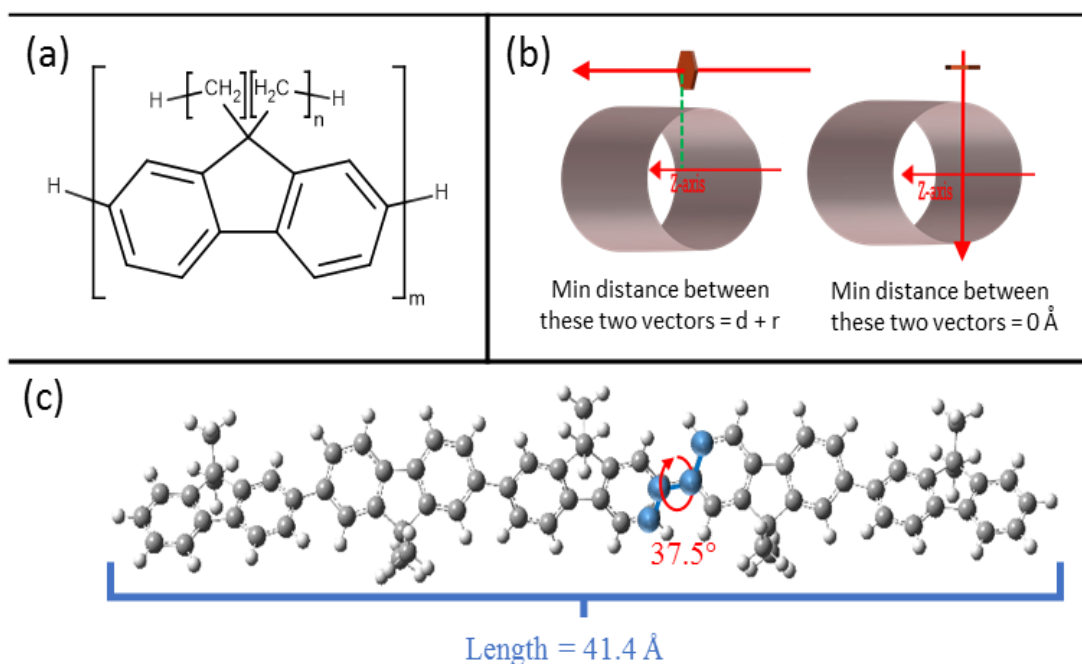 (a)
H
CH2
H2C
H
n
H
H
m
(b)
Z-axis
Z-axis
Min distance between
these two vectors = d + r
Min distance between
these two vectors = 0 Å
(c)
37.5°
Length = 41.4 Å